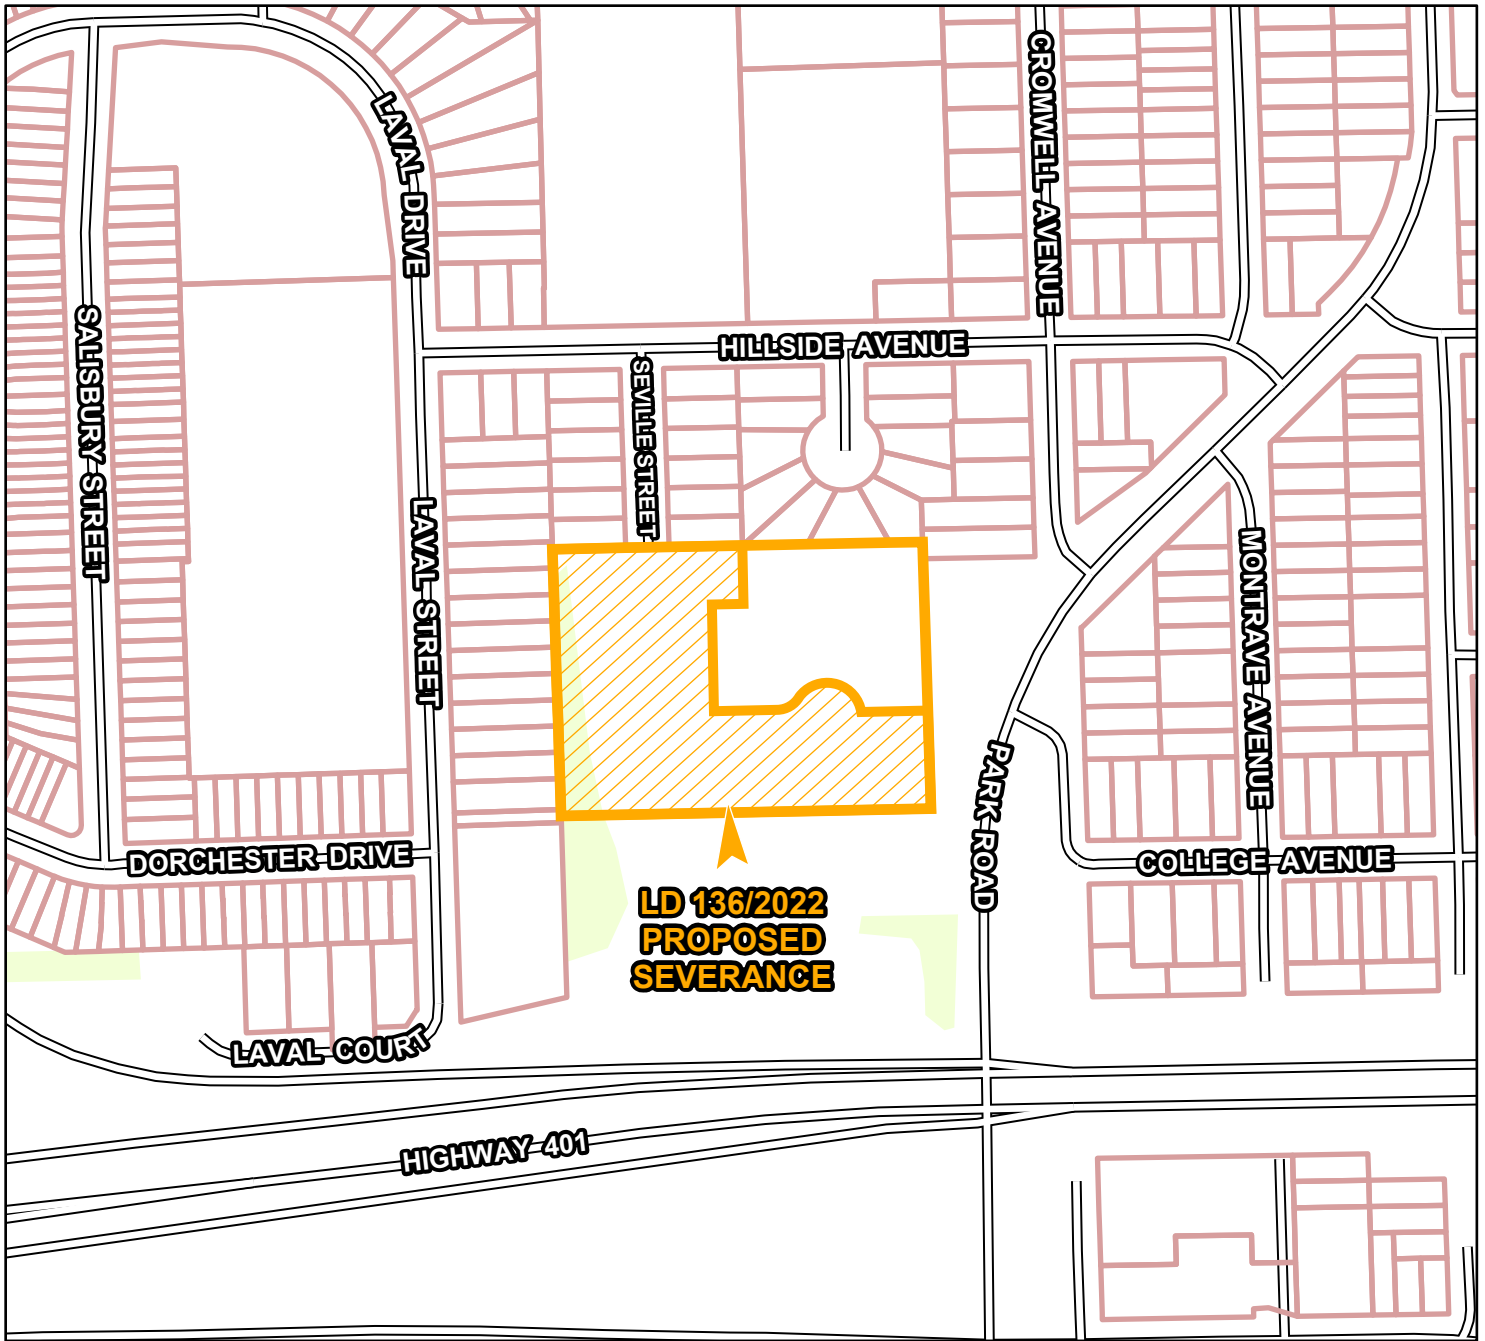 CROMWELL AVENUE
LAVAL DRIVE
SALISBURY STREET
HILLSIDE AVENUE
SEVILLE STREET
LAVAL STREET
MONTRAVE AVENUE
PARK ROAD
DORCHESTER DRIVE
COLLEGE AVENUE
LD 136/2022
PROPOSED
SEVERANCE
LAVAL COURT
HIGHWAY 401